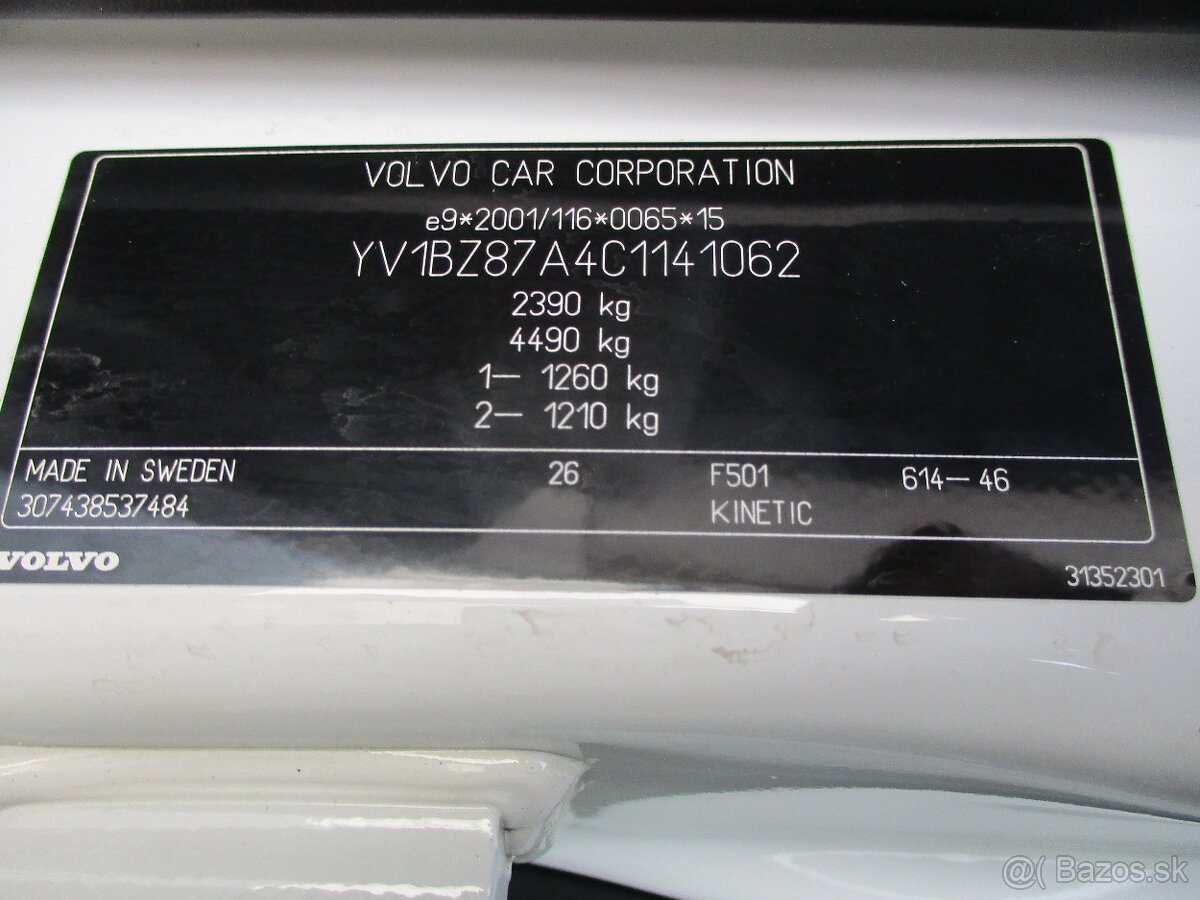 VOLVO CAR CORPORATION
e9*2001/116*0065*15
YV1BZ87A4C1141062
2390 kg
4490 kg
1— 1260 kg
2— 1210 kg
MADE IN SWEDEN 26 F501 614—46
307438537484 KINETIC
VOLVO
31352301
@( Bazos.sk